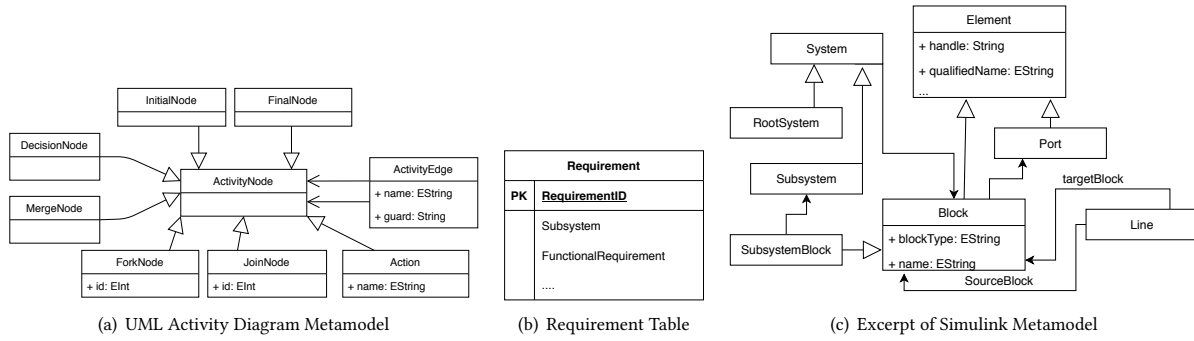 InitialNode
FinalNode
DecisionNode
ActivityNode
ActivityEdge
+ name: EString
+ guard: String
MergeNode
ForkNode
+ id: EInt
JoinNode
+ id: EInt
Action
+ name: EString
(a) UML Activity Diagram Metamodel
Requirement
PK RequirementID
Subsystem
FunctionalRequirement
....
(b) Requirement Table
System
Element
+ handle: String
+ qualifiedName: EString
...
RootSystem
Port
Subsystem
targetBlock
Block
+ blockType: EString
+ name: EString
Line
SubsystemBlock
SourceBlock
(c) Excerpt of Simulink Metamodel